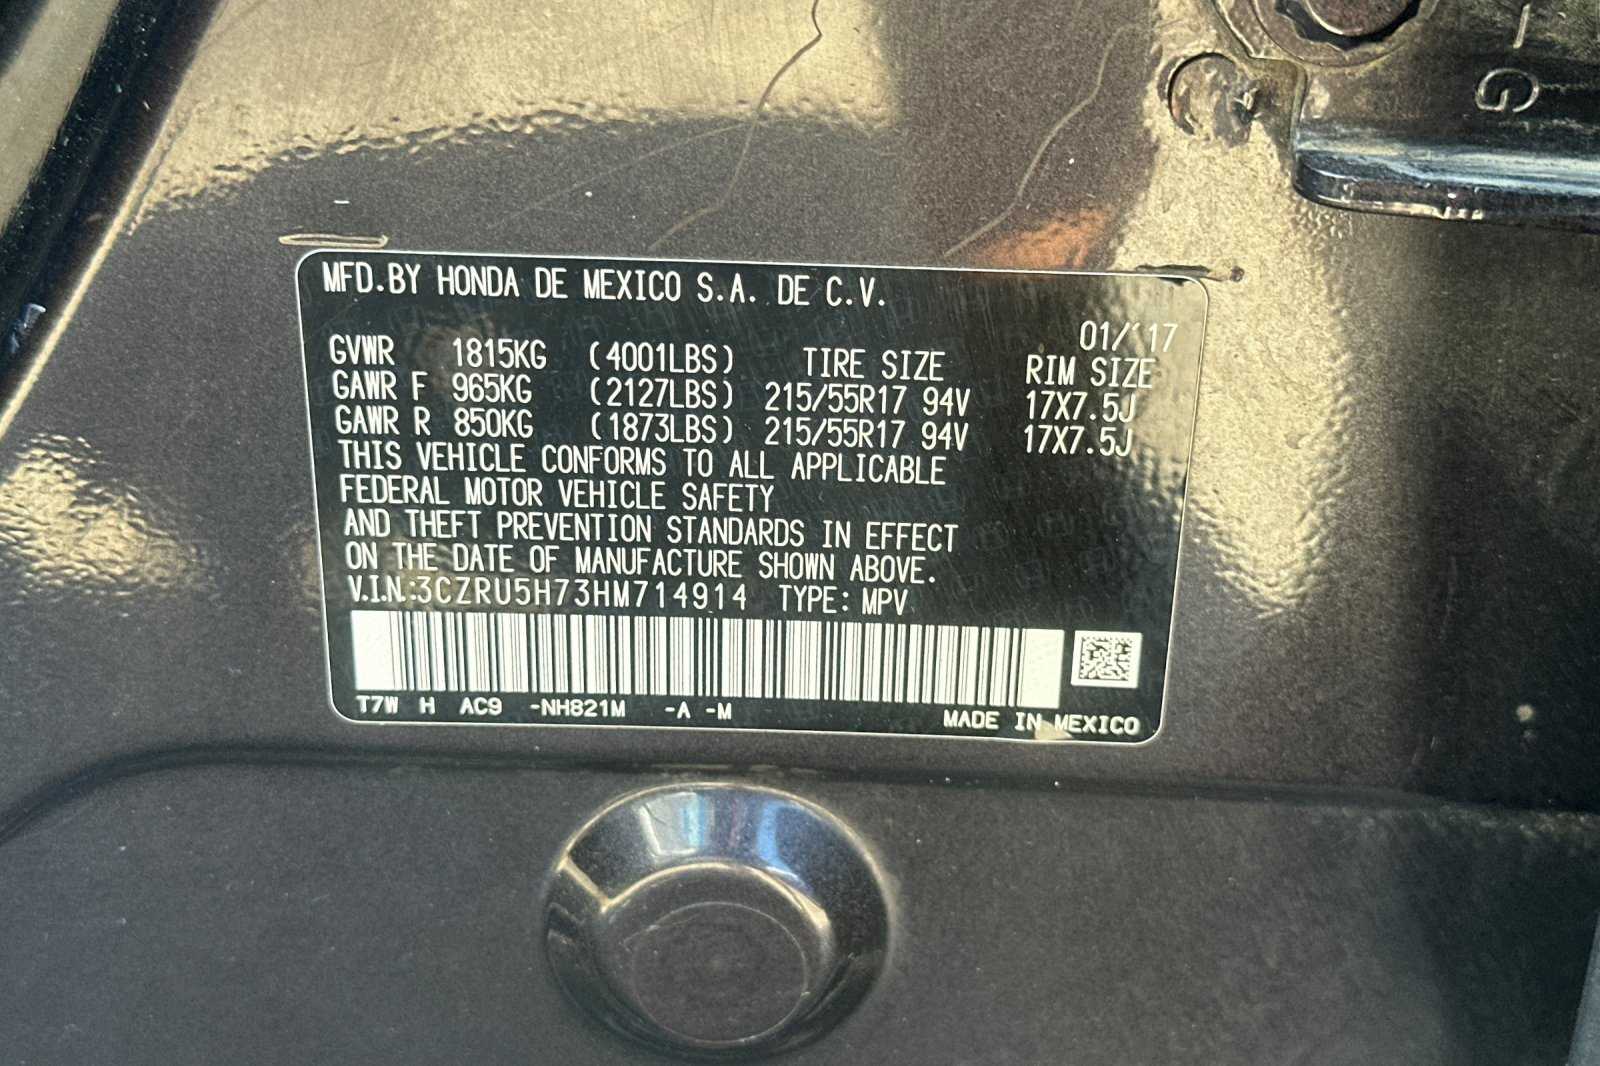 I G
MFD.BY HONDA DE MEXICO S.A. DE C.V.
01/'17
GVWR 1815KG (4001LBS) TIRE SIZE RIM SIZE
GAWR F 965KG (2127LBS) 215/55R17 94V 17X7.5J
GAWR R 850KG (1873LBS) 215/55R17 94V 17X7.5J
THIS VEHICLE CONFORMS TO ALL APPLICABLE
FEDERAL MOTOR VEHICLE SAFETY
AND THEFT PREVENTION STANDARDS IN EFFECT
ON THE DATE OF MANUFACTURE SHOWN ABOVE.
V.I.N.:3CZRU5H73HM714914 TYPE: MPV
T7W H AC9 -NH821M -A -M MADE IN MEXICO